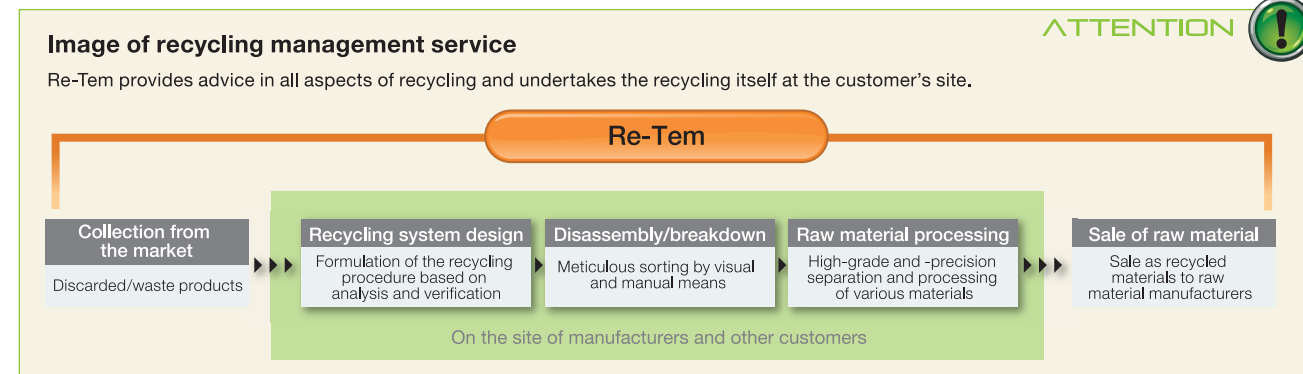 ATTENTION
Image of recycling management service
Re-Tem provides advice in all aspects of recycling and undertakes the recycling itself at the customer's site.
Re-Tem
Collection from
the market
Discarded/waste products
Recycling system design
Formulation of the recycling
procedure based on
analysis and verification
Disassembly/breakdown
Meticulous sorting by visual
and manual means
Raw material processing
High-grade and -precision
separation and processing
of various materials
Sale of raw material
Sale as recycled
materials to raw
material manufacturers
On the site of manufacturers and other customers